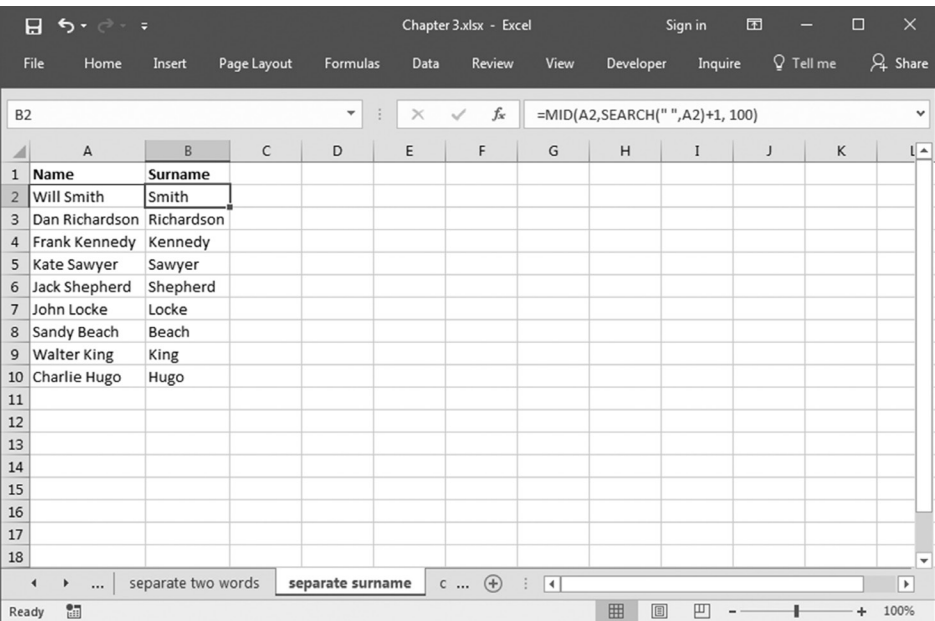 Chapter 3.xlsx - Excel Sign in
File Home Insert Page Layout Formulas Data Review View Developer Inquire Tell me Share
B2 fx =MID(A2,SEARCH(" ",A2)+1, 100)
A B C D E F G H I J K L
1 Name Surname
2 Will Smith Smith
3 Dan Richardson Richardson
4 Frank Kennedy Kennedy
5 Kate Sawyer Sawyer
6 Jack Shepherd Shepherd
7 John Locke Locke
8 Sandy Beach Beach
9 Walter King King
10 Charlie Hugo Hugo
11
12
13
14
15
16
17
18
... separate two words separate surname c ...
Ready 100%